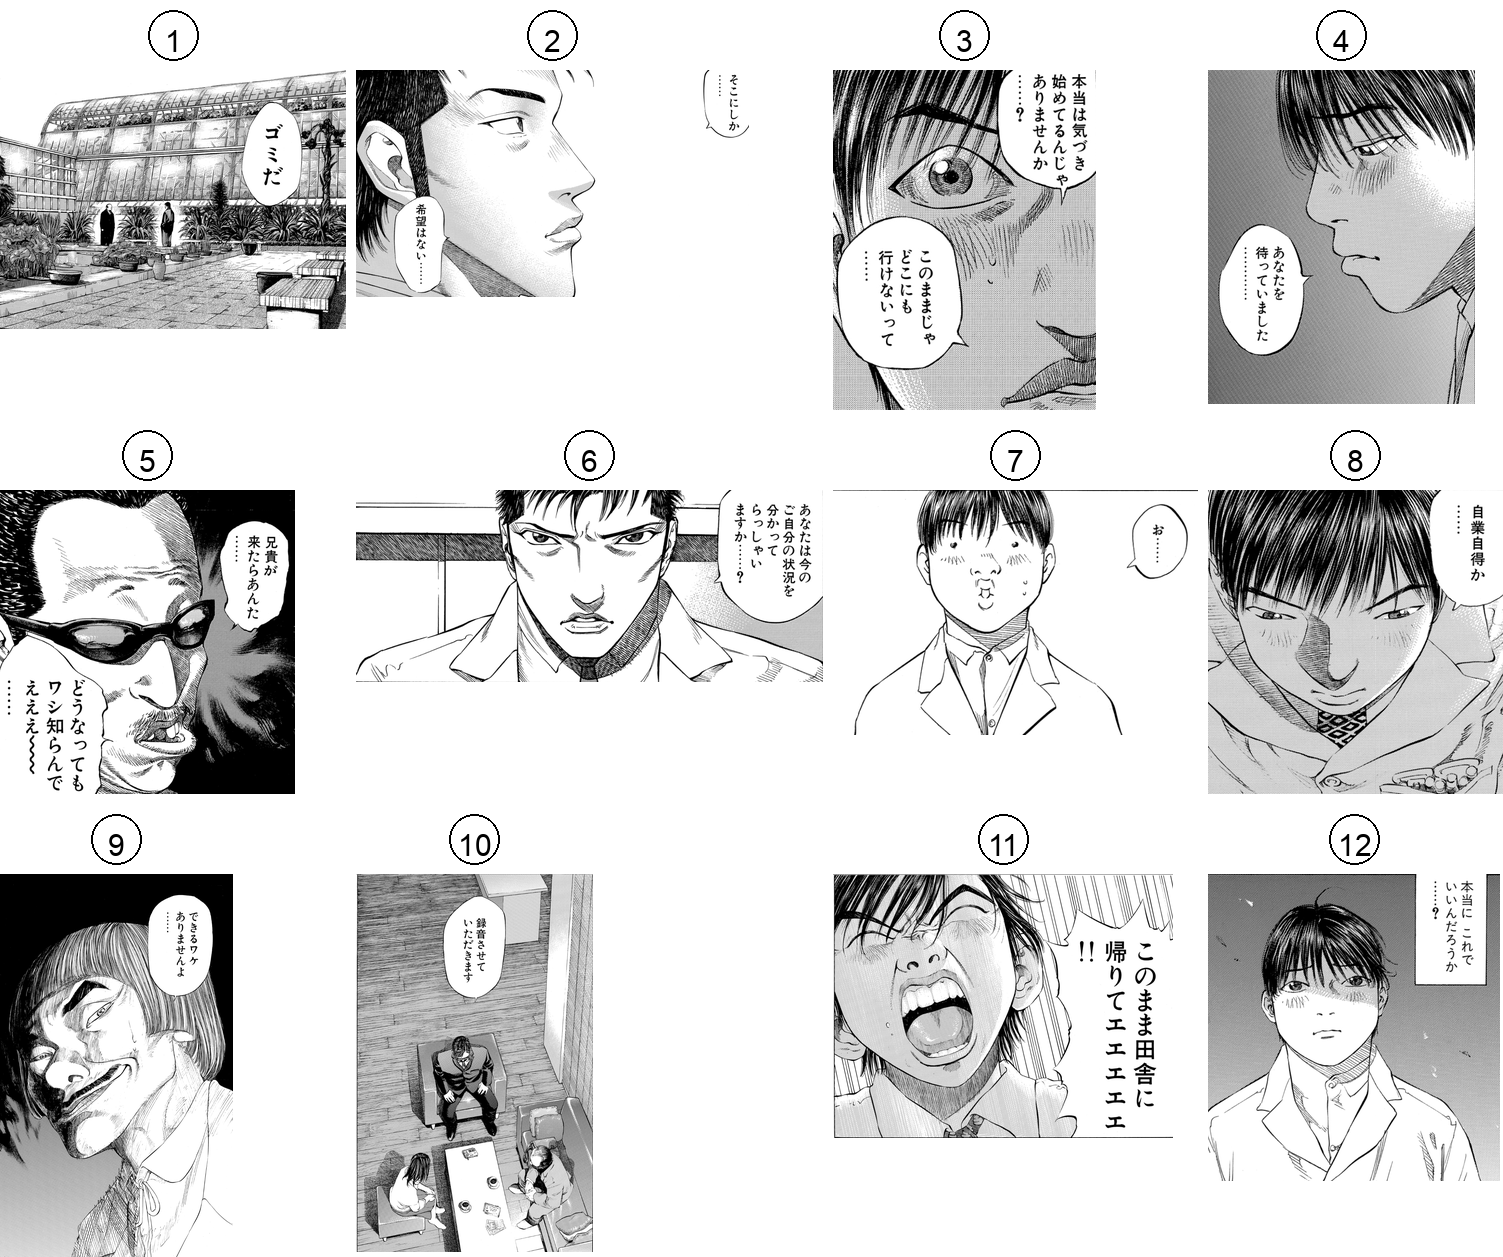 1
ゴミだ
2
そこにしか
……
希望はない……
3
本当は気づき
始めてるんじゃ
ありませんか
……？
このままじゃ
どこにも
行けないって
……
4
あなたを
待っていました
…………
5
兄貴が
来たらあんた
……
どうなっても
ワシ知らんで
えええ～～～
……
6
あなたは今の
ご自分の状況を
分かって
らっしゃい
ますか……？
7
お……
8
自業自得か
……
9
できるワケ
ありませんよ
……
10
録音させて
いただきます
11
このまま田舎に
帰りてェェェェェ
!!
12
本当に これで
いいんだろうか
……？